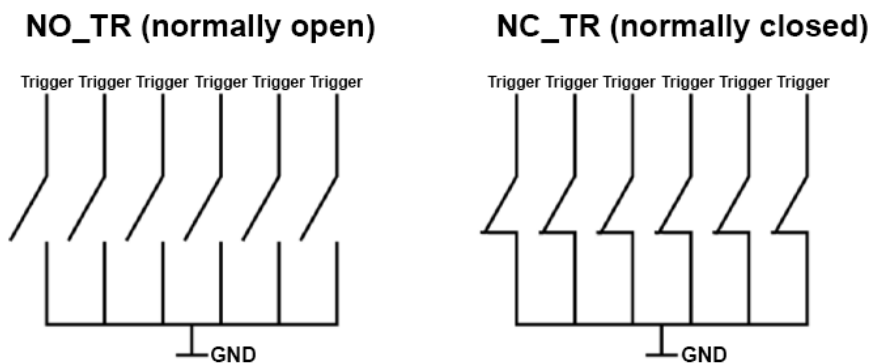 NO_TR (normally open)
Trigger Trigger Trigger Trigger Trigger Trigger
GND
NC_TR (normally closed)
Trigger Trigger Trigger Trigger Trigger Trigger
GND